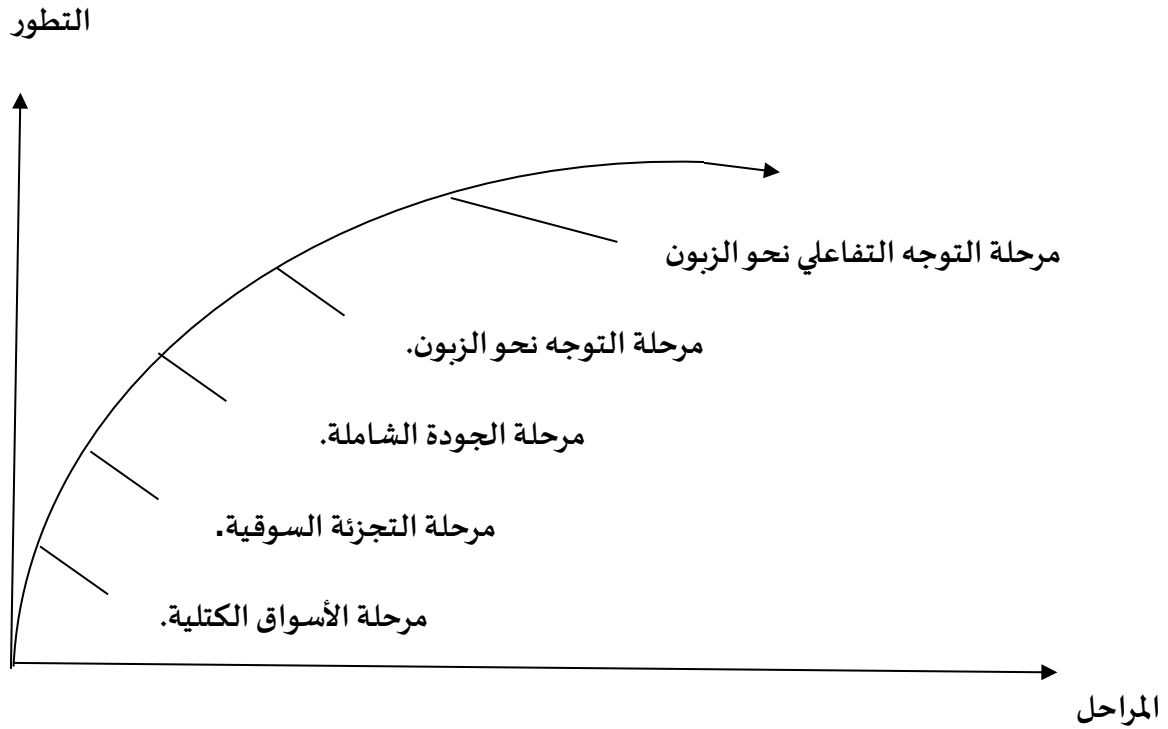 التطور
مرحلة التوجه التفاعلي نحو الزبون
مرحلة التوجه نحو الزبون.
مرحلة الجودة الشاملة.
مرحلة التجزئة السوقية.
مرحلة الأسواق الكتلية.
المراحل